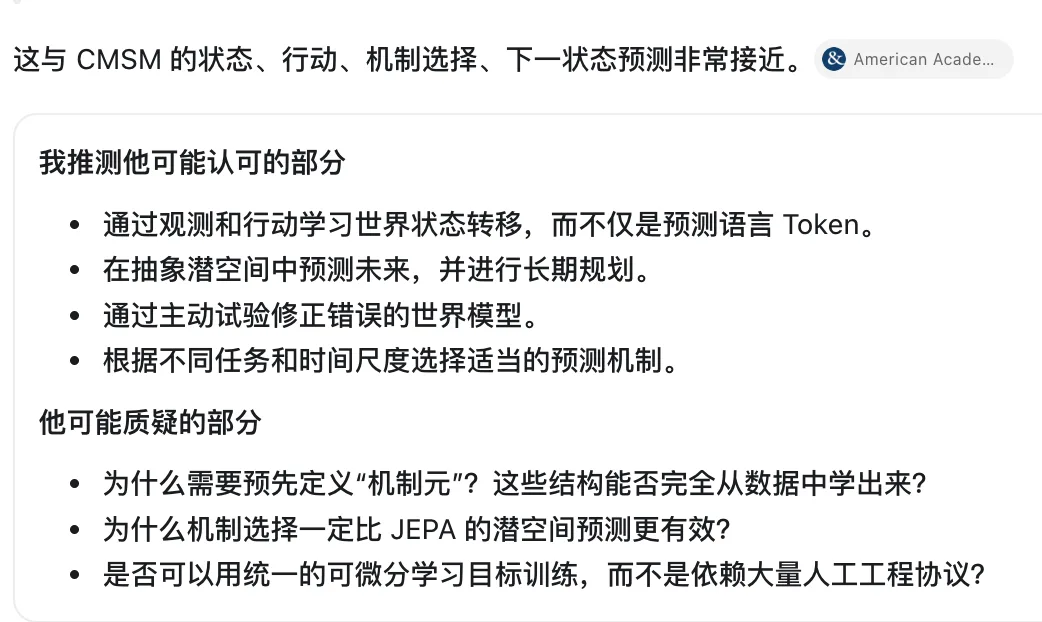 这与 CMSM 的状态、行动、机制选择、下一状态预测非常接近。 & American Acade...
我推测他可能认可的部分
• 通过观测和行动学习世界状态转移，而不仅是预测语言 Token。
• 在抽象潜空间中预测未来，并进行长期规划。
• 通过主动试验修正错误的世界模型。
• 根据不同任务和时间尺度选择适当的预测机制。
他可能质疑的部分
• 为什么需要预先定义“机制元”？这些结构能否完全从数据中学出来？
• 为什么机制选择一定比 JEPA 的潜空间预测更有效？
• 是否可以用统一的可微分学习目标训练，而不是依赖大量人工工程协议？